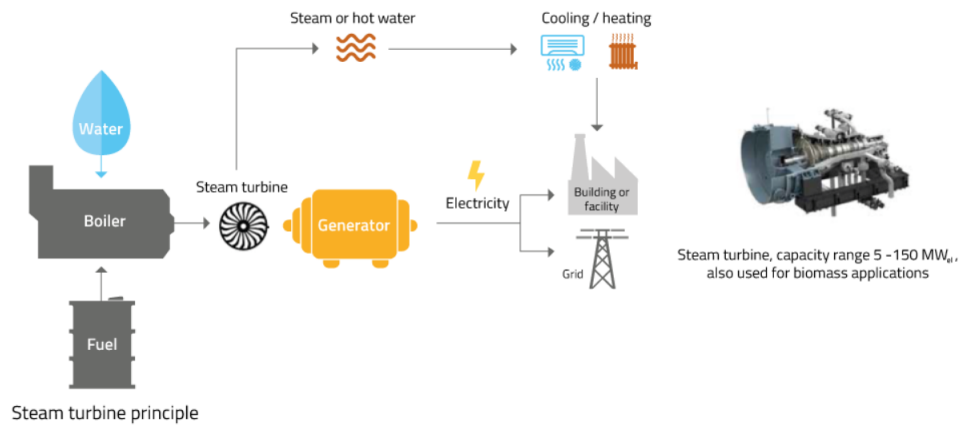 Steam or hot water
Cooling / heating
Water
Steam turbine
Boiler
Generator
Electricity
Building or
facility
Grid
Fuel
Steam turbine, capacity range 5 -150 MWel,
also used for biomass applications
Steam turbine principle